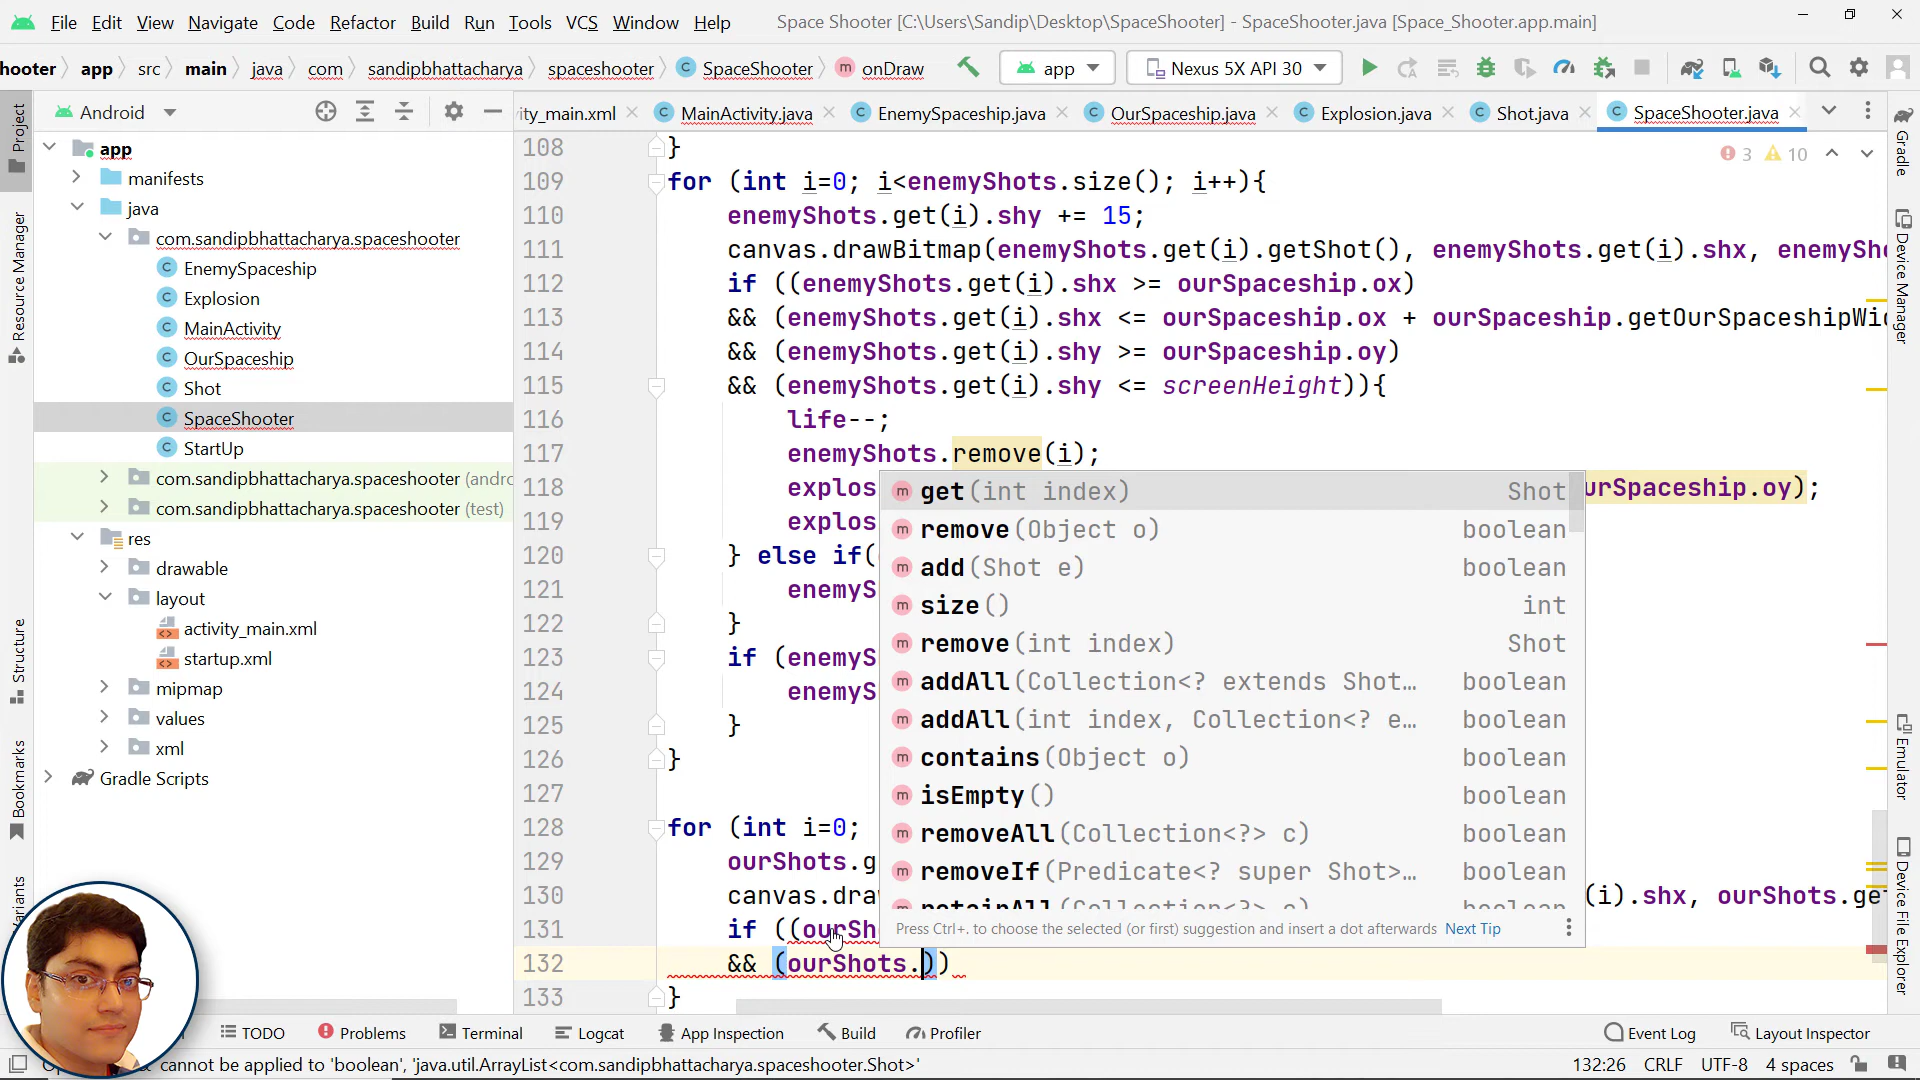 File Edit View Navigate Code Refactor Build Run Tools VCS Window Help Space Shooter [C:\Users\Sandip\Desktop\SpaceShooter] - SpaceShooter.java [Space_Shooter.app.main]
hooter app src main java com sandipbhattacharya spaceshooter SpaceShooter onDraw app Nexus 5X API 30
Android
ity_main.xml MainActivity.java EnemySpaceship.java OurSpaceship.java Explosion.java Shot.java SpaceShooter.java
Project
Resource Manager
Structure
Bookmarks
app
manifests
java
com.sandipbhattacharya.spaceshooter
EnemySpaceship
Explosion
MainActivity
OurSpaceship
Shot
SpaceShooter
StartUp
com.sandipbhattacharya.spaceshooter (andro
com.sandipbhattacharya.spaceshooter (test)
res
drawable
layout
activity_main.xml
startup.xml
mipmap
values
xml
Gradle Scripts
3 10
108 }
109 for (int i=0; i<enemyShots.size(); i++){
110 enemyShots.get(i).shy += 15;
111 canvas.drawBitmap(enemyShots.get(i).getShot(), enemyShots.get(i).shx, enemySho
112 if ((enemyShots.get(i).shx >= ourSpaceship.ox)
113 && (enemyShots.get(i).shx <= ourSpaceship.ox + ourSpaceship.getOurSpaceshipWid
114 && (enemyShots.get(i).shy >= ourSpaceship.oy)
115 && (enemyShots.get(i).shy <= screenHeight)){
116 life--;
117 enemyShots.remove(i);
118 explos urSpaceship.oy);
119 explos
120 } else if(
121 enemyS
122 }
123 if (enemyS
124 enemyS
125 }
126 }
127
128 for (int i=0;
129 ourShots.g
130 canvas.dra (i).shx, ourShots.ge
131 if ((ourSh
132 && (ourShots.))
133 }
get(int index) Shot
remove(Object o) boolean
add(Shot e) boolean
size() int
remove(int index) Shot
addAll(Collection<? extends Shot… boolean
addAll(int index, Collection<? e… boolean
contains(Object o) boolean
isEmpty() boolean
removeAll(Collection<?> c) boolean
removeIf(Predicate<? super Shot>… boolean
retainAll(Collection<?> c) boolean
Press Ctrl+. to choose the selected (or first) suggestion and insert a dot afterwards Next Tip
Gradle
Device Manager
Emulator
Device File Explorer
TODO Problems Terminal Logcat App Inspection Build Profiler Event Log Layout Inspector
cannot be applied to 'boolean', 'java.util.ArrayList<com.sandipbhattacharya.spaceshooter.Shot>' 132:26 CRLF UTF-8 4 spaces